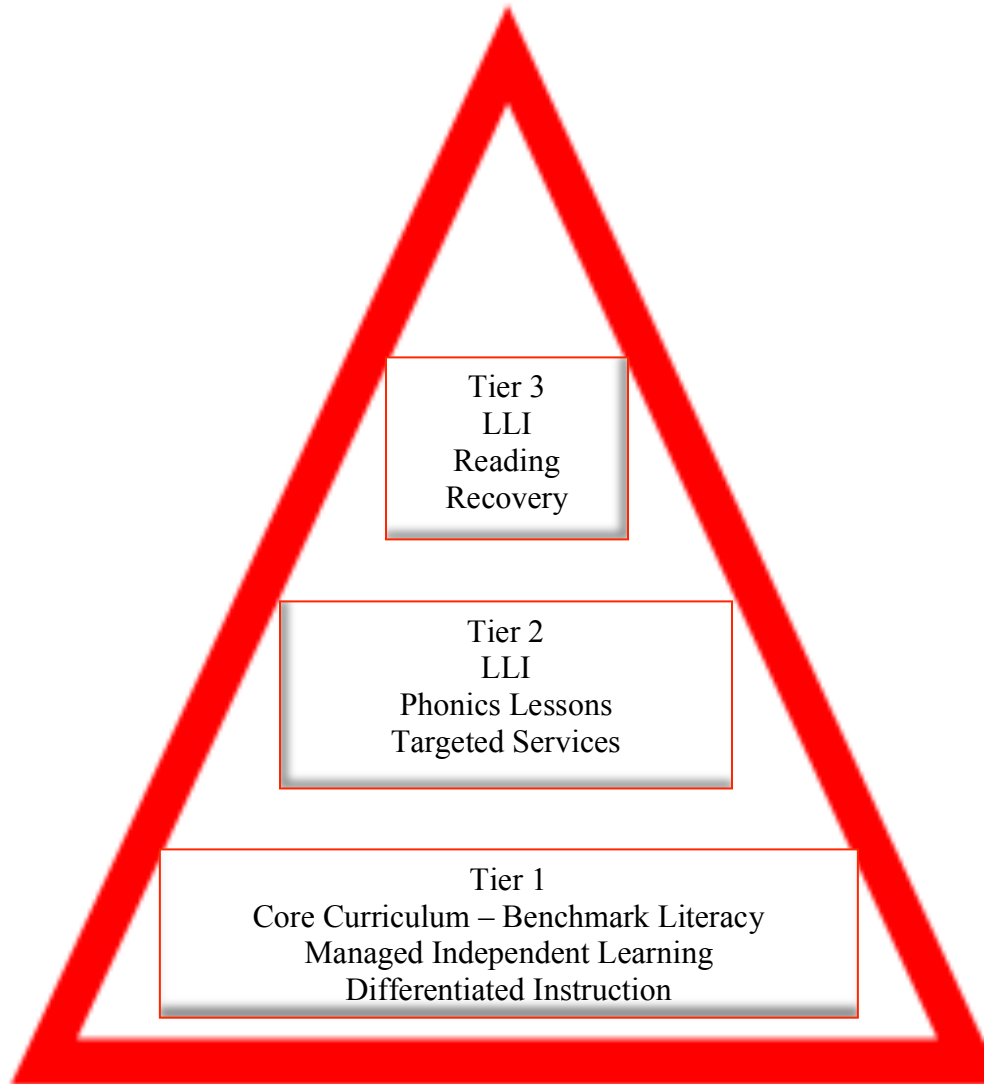 Tier 3
LLI
Reading
Recovery
Tier 2
LLI
Phonics Lessons
Targeted Services
Tier 1
Core Curriculum – Benchmark Literacy
Managed Independent Learning
Differentiated Instruction